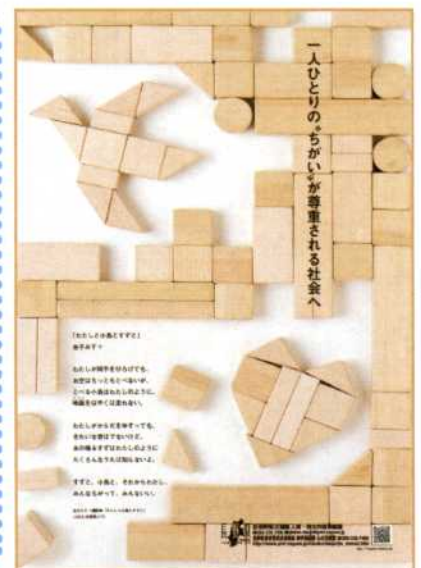 一人ひとりの“ちがい”が尊重される社会へ
「わたしと小鳥とすずと」
金子みすゞ
わたしが両手をひろげても、
お空はちっともとべないが、
とべる小鳥はわたしのように、
地面をはやくは走れない。
わたしがからだをゆすっても、
きれいな音はでないけど、
あの鳴るすずはわたしのように
たくさんなうたは知らないよ。
すずと、小鳥と、それからわたし、
みんなちがって、みんないい。